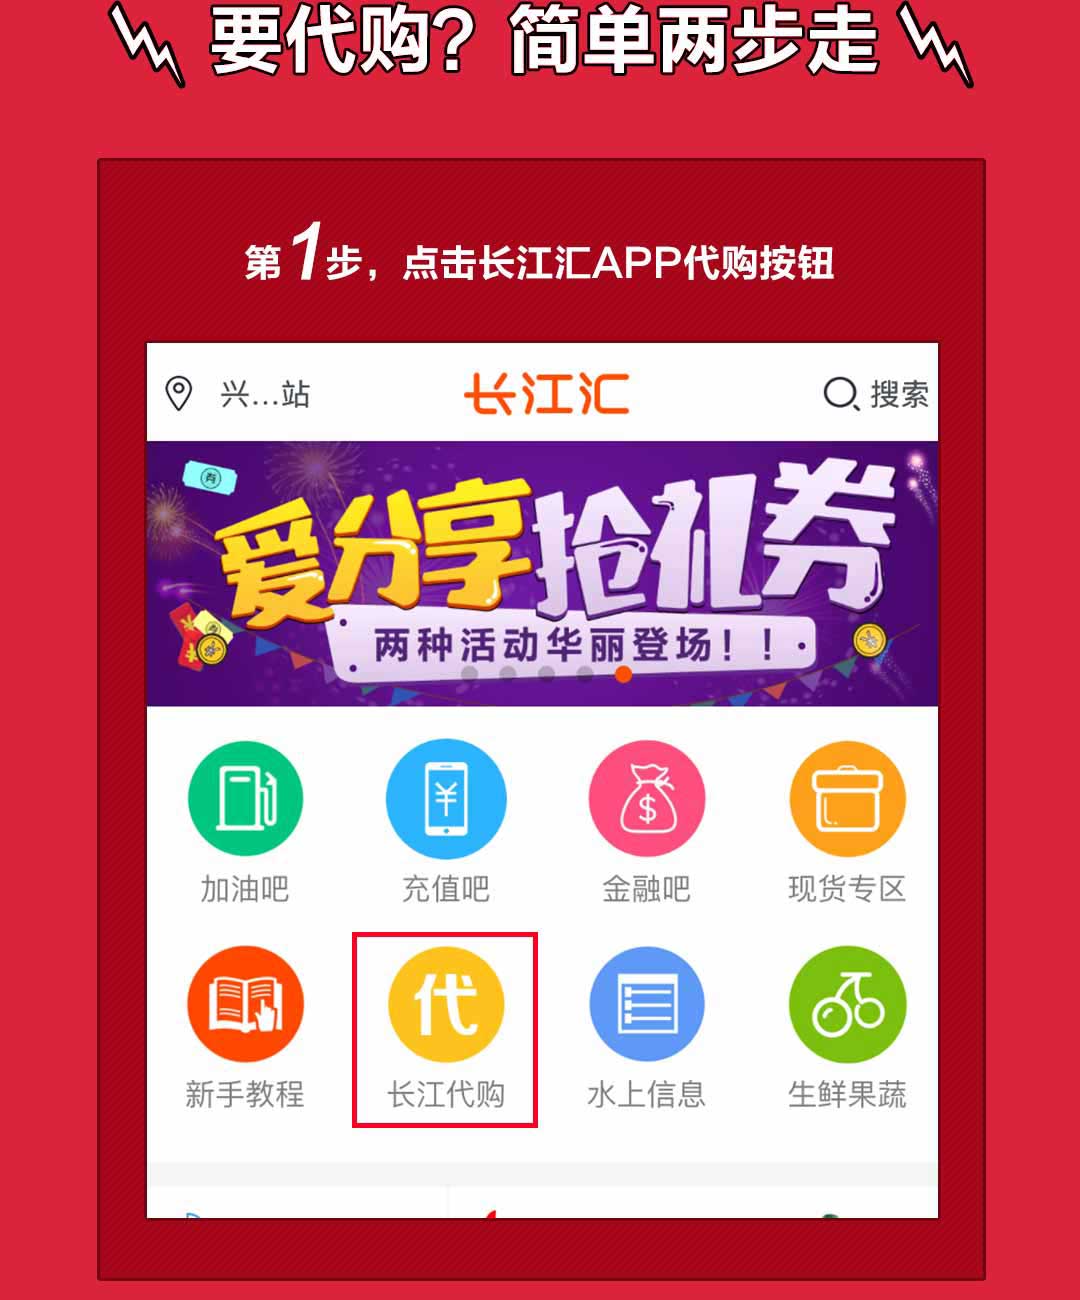 要代购？简单两步走
第1步，点击长江汇APP代购按钮
兴...站
长江汇
搜索
券
爱分享抢礼券
两种活动华丽登场！！
¥
$
加油吧
充值吧
金融吧
现货专区
代
新手教程
长江代购
水上信息
生鲜果蔬